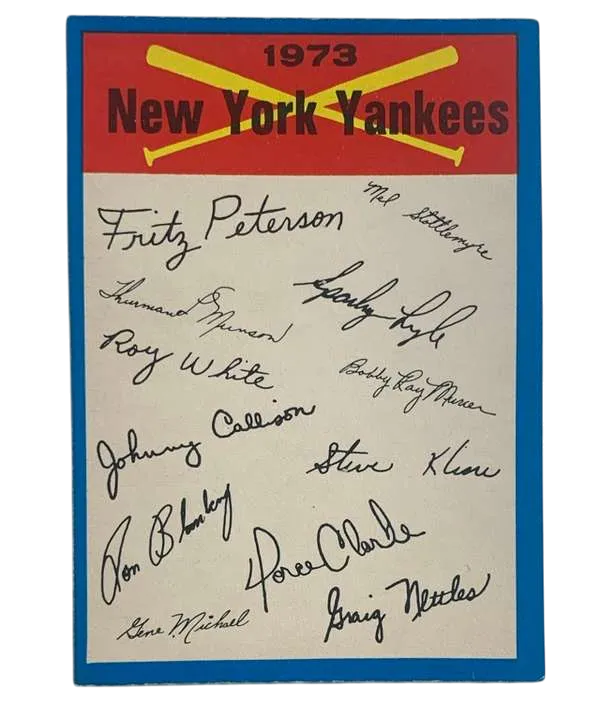 1973
New York Yankees
Fritz Peterson
Mel Stottlemyre
Thurman Munson
Sparky Lyle
Roy White
Bobby Ray Murcer
Johnny Callison
Steve Kline
Ron Blomberg
Horace Clarke
Gene Michael
Graig Nettles